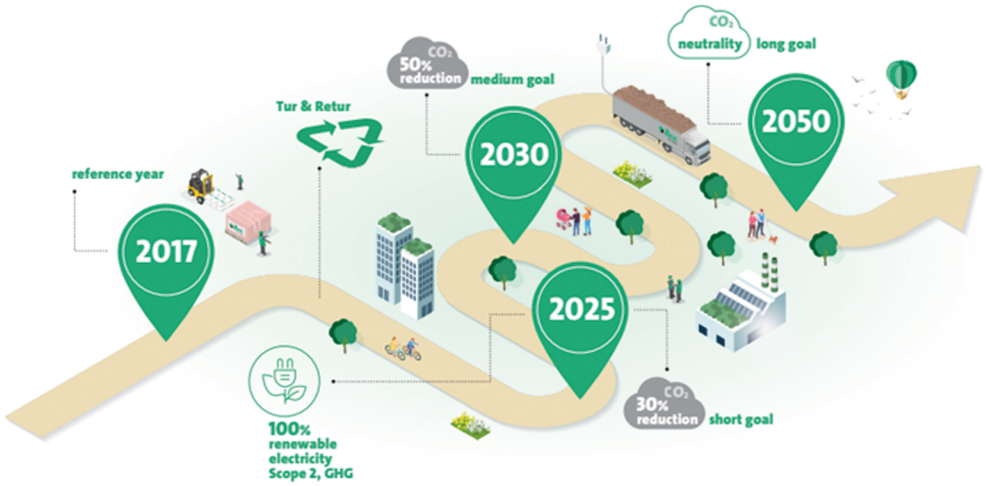 reference year
2017
Tur & Retur
100%
renewable
electricity
Scope 2, GHG
2025
CO₂
30%
reduction
short goal
2030
CO₂
50%
reduction
medium goal
2050
CO₂
neutrality
long goal